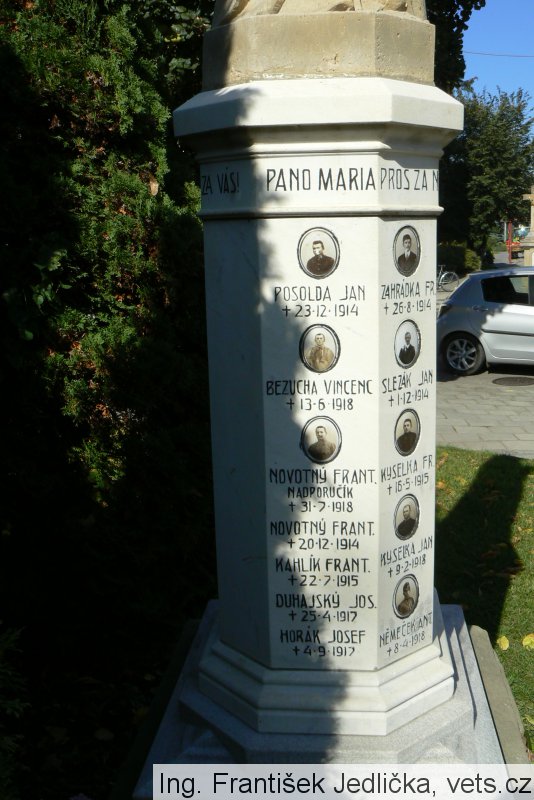 ZA VÁS!
PANO MARIA
PROS ZA N
POSOLDA JAN
+ 23·12·1914
BEZUCHA VINCENC
+ 13·6·1918
NOVOTNÝ FRANT.
NADPORUČÍK
+ 31·7·1918
NOVOTNÝ FRANT.
+ 20·12·1914
KAHLÍK FRANT.
+ 22·7·1915
DUHAJSKÝ JOS.
+ 25·4·1917
HORÁK JOSEF
+ 4·9·1917
ZAHRÁDKA FR.
+ 26·8·1914
SLEZÁK JAN
+ 1·12·1914
KYSELKA FR.
+ 16·5·1915
KYSELKA JAN
+ 9·2·1918
NĚMEČEK ANT.
+ 8·4·1918
Ing. František Jedlička, vets.cz